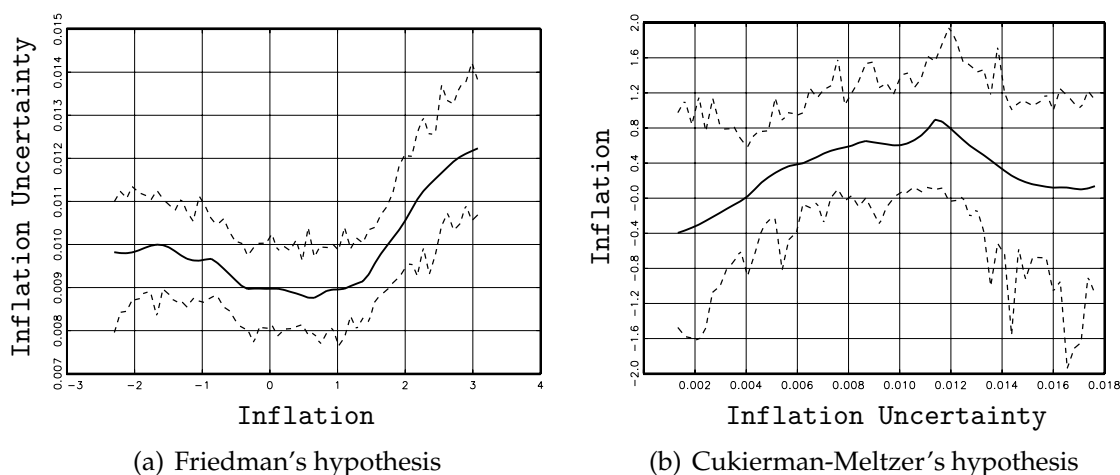 Inflation Uncertainty
0.015
0.014
0.013
0.012
0.011
0.010
0.009
0.008
0.007
-3 -2 -1 0 1 2 3 4
Inflation
(a) Friedman's hypothesis
Inflation
2.0
1.6
1.2
0.8
0.4
-0.0
-0.4
-0.8
-1.2
-1.6
-2.0
0.002 0.004 0.006 0.008 0.010 0.012 0.014 0.016 0.018
Inflation Uncertainty
(b) Cukierman-Meltzer's hypothesis